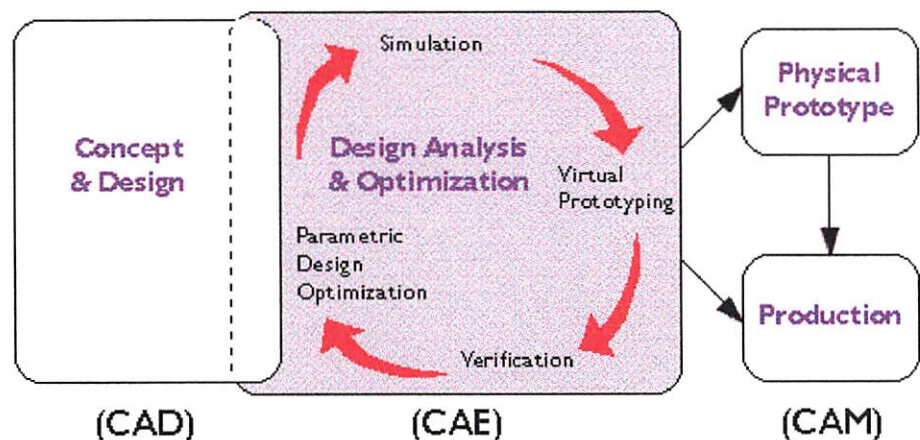 Concept
& Design
Simulation
Design Analysis
& Optimization
Virtual
Prototyping
Parametric
Design
Optimization
Verification
Physical
Prototype
Production
(CAD)
(CAE)
(CAM)